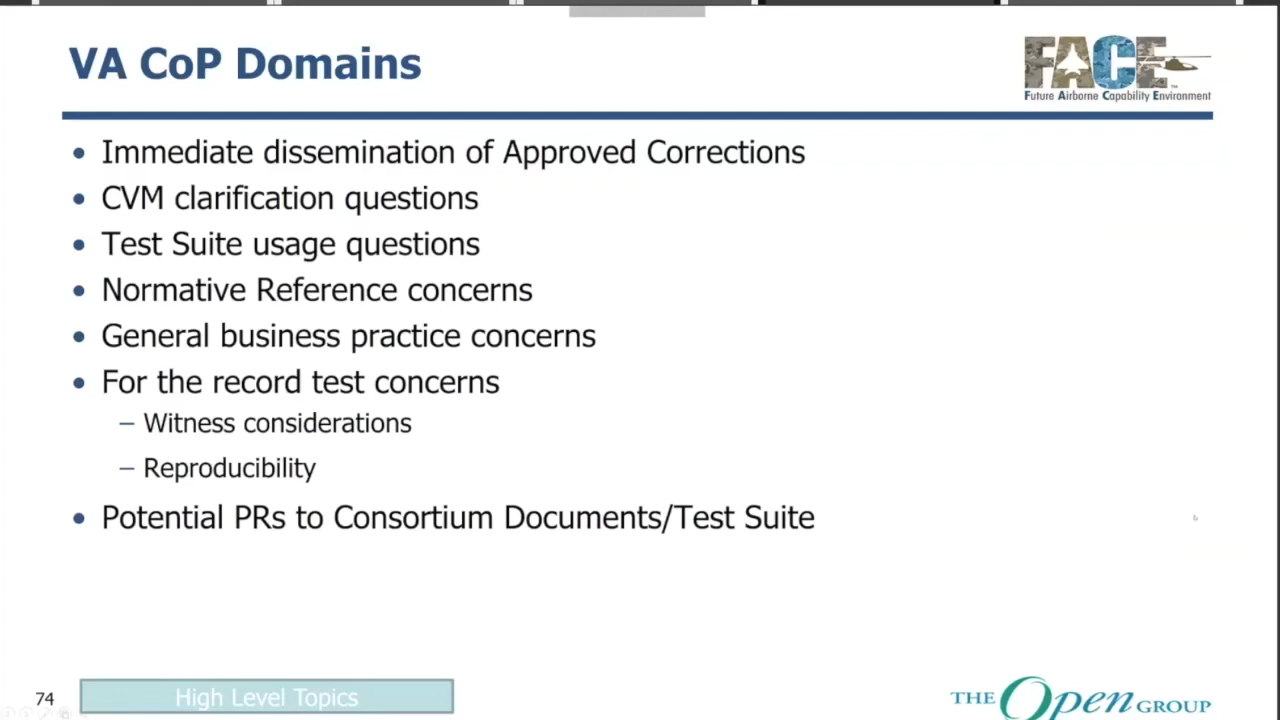 VA CoP Domains
FACE™
Future Airborne Capability Environment
• Immediate dissemination of Approved Corrections
• CVM clarification questions
• Test Suite usage questions
• Normative Reference concerns
• General business practice concerns
• For the record test concerns
– Witness considerations
– Reproducibility
• Potential PRs to Consortium Documents/Test Suite
74
High Level Topics
THE Open GROUP